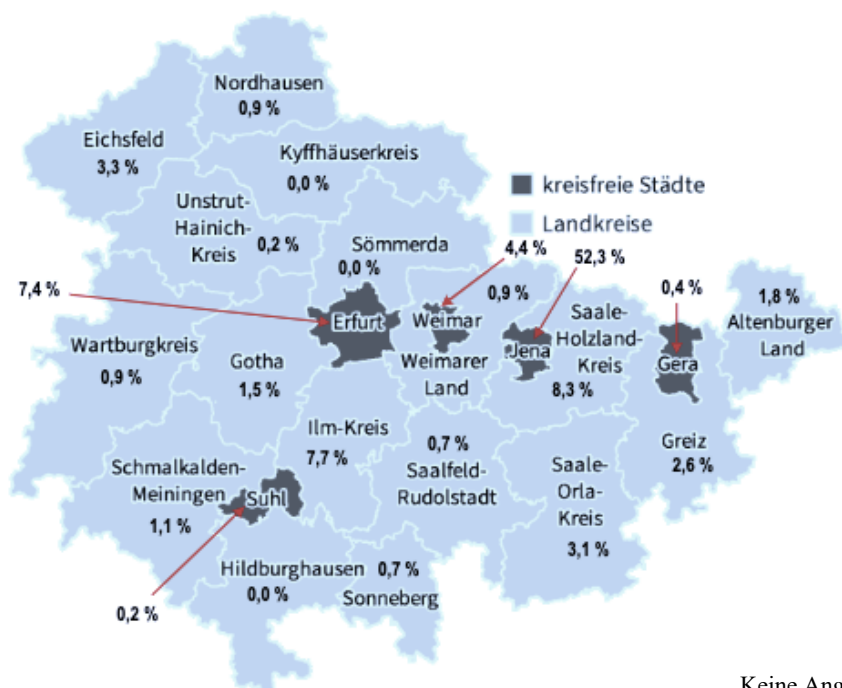 Nordhausen
0,9 %
Eichsfeld
3,3 %
Kyffhäuserkreis
0,0 %
kreisfreie Städte
Landkreise
Unstrut-
Hainich-
Kreis
0,2 %
Sömmerda
0,0 %
4,4 %
52,3 %
7,4 %
0,9 %
0,4 %
1,8 %
Altenburger
Land
Erfurt
Weimar
Saale-
Holzland-
Kreis
8,3 %
Wartburgkreis
0,9 %
Gotha
1,5 %
Weimarer
Land
Jena
Gera
Ilm-Kreis
7,7 %
0,7 %
Saalfeld-
Rudolstadt
Greiz
2,6 %
Schmalkalden-
Meiningen
1,1 %
Suhl
Saale-
Orla-
Kreis
3,1 %
Hildburghausen
0,0 %
0,7 %
Sonneberg
0,2 %
Keine Ang